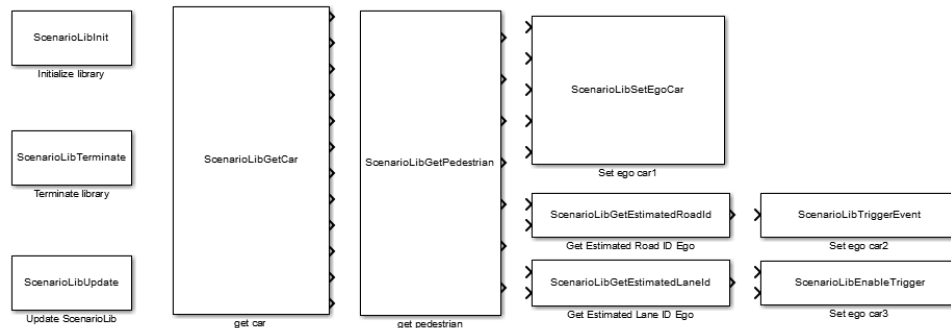 ScenarioLibInit
Initialize library
ScenarioLibTerminate
Terminate library
ScenarioLibUpdate
Update ScenarioLib
ScenarioLibGetCar
get car
ScenarioLibGetPedestrian
get pedestrian
ScenarioLibSetEgoCar
Set ego car1
ScenarioLibGetEstimatedRoadId
Get Estimated Road ID Ego
ScenarioLibTriggerEvent
Set ego car2
ScenarioLibGetEstimatedLaneId
Get Estimated Lane ID Ego
ScenarioLibEnableTrigger
Set ego car3